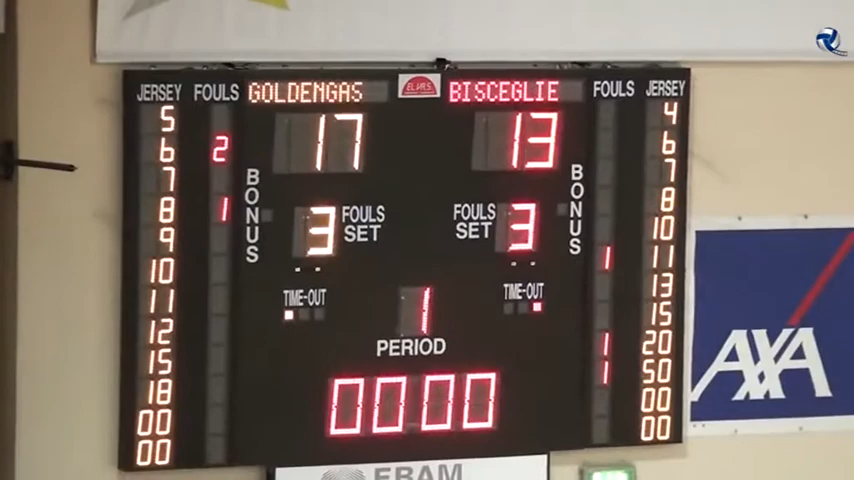 JERSEY FOULS GOLDENGAS BISCEGLIE FOULS JERSEY
17 13
5 4
6 2 6
7 7
8 1 8
9 10
10 1 11
11 13
12 15
15 1 20
18 1 50
00 00
00 00
BONUS BONUS
3 FOULS SET FOULS SET 3
TIME-OUT TIME-OUT
1
PERIOD
0000
EBAM
AXA
ELVAS